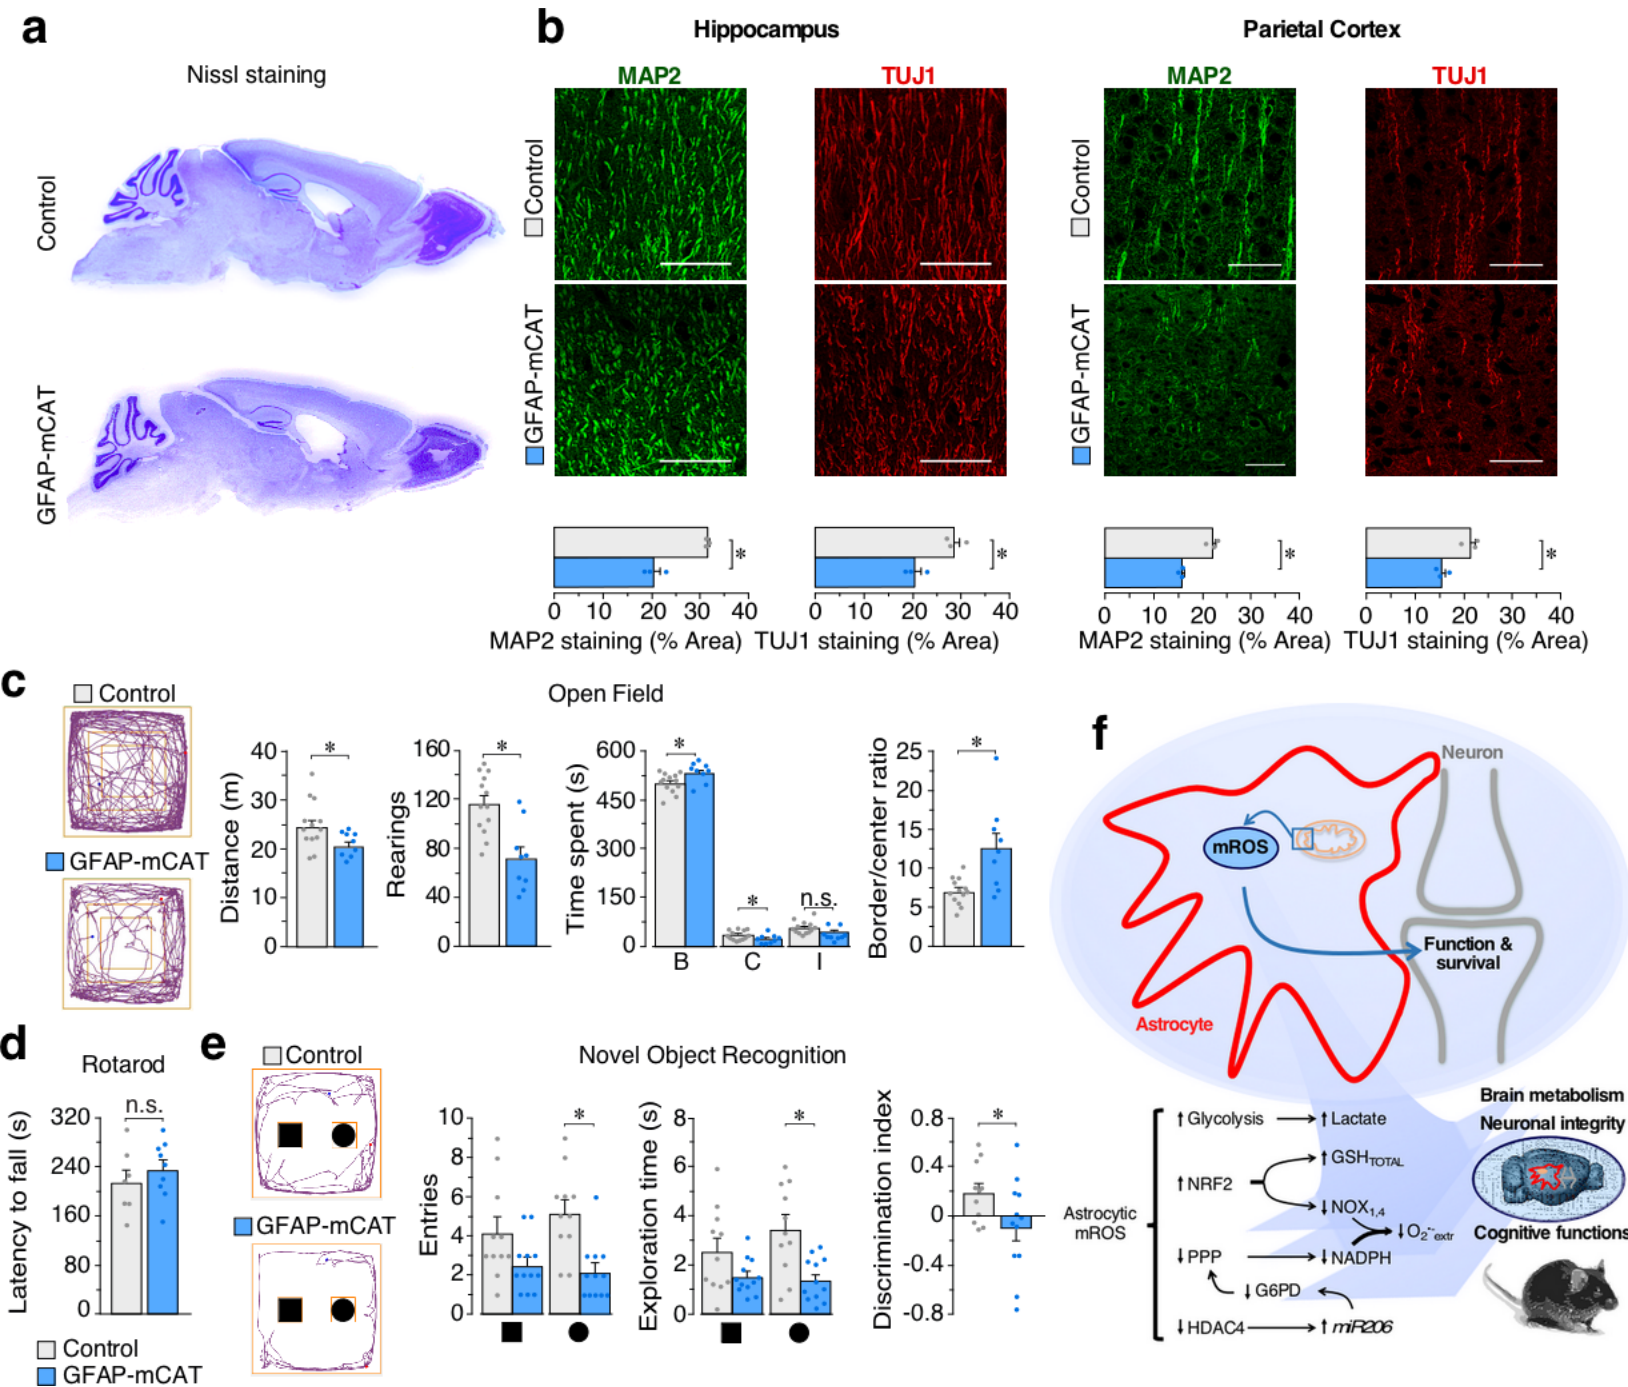 a
Nissl staining
Control
GFAP-mCAT
b
Hippocampus
Parietal Cortex
MAP2
TUJ1
MAP2
TUJ1
Control
GFAP-mCAT
Control
GFAP-mCAT
*
*
*
*
0 10 20 30 40
0 10 20 30 40
0 10 20 30 40
0 10 20 30 40
MAP2 staining (% Area)
TUJ1 staining (% Area)
MAP2 staining (% Area)
TUJ1 staining (% Area)
c
Control
GFAP-mCAT
Open Field
Distance (m)
40
30
20
10
0
*
Rearings
160
120
80
40
0
*
Time spent (s)
600
450
300
150
0
*
*
n.s.
B C I
Border/center ratio
25
20
15
10
5
0
*
d
Rotarod
Latency to fall (s)
320
240
160
80
0
n.s.
Control
GFAP-mCAT
e
Control
GFAP-mCAT
Novel Object Recognition
Entries
10
8
6
4
2
0
*
Exploration time (s)
8
6
4
2
0
*
Discrimination index
0.8
0.4
0
-0.4
-0.8
*
f
Neuron
mROS
Function &
survival
Astrocyte
Astrocytic
mROS
↑ Glycolysis → ↑ Lactate
↑ GSHTOTAL
↑ NRF2
↓ NOX1,4
↓ O2•-extr
↓ PPP → ↓ NADPH
↓ G6PD
↓ HDAC4 → ↑ miR206
Brain metabolism
Neuronal integrity
Cognitive functions